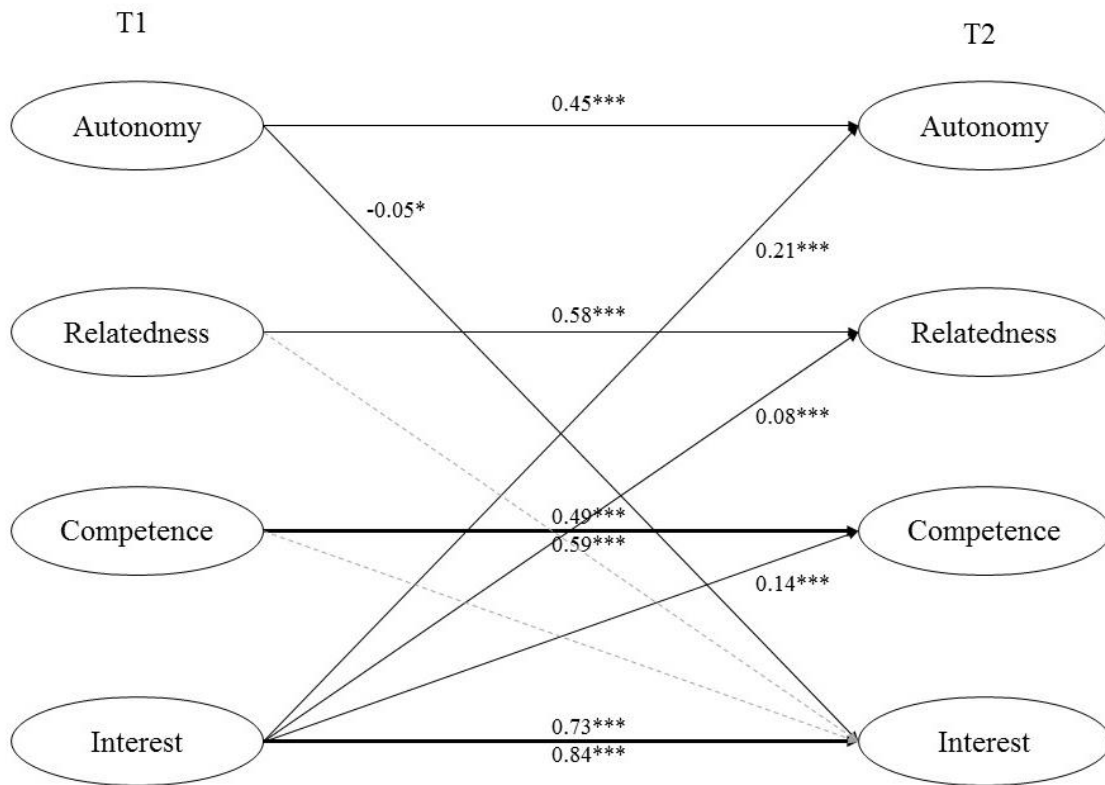 T1
T2
Autonomy
0.45***
Autonomy
-0.05*
0.21***
Relatedness
0.58***
Relatedness
0.08***
Competence
0.49***
0.59***
Competence
0.14***
Interest
0.73***
0.84***
Interest